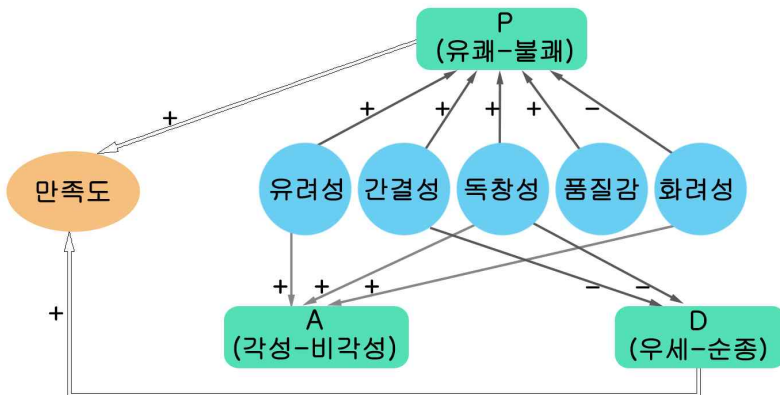 P
(유쾌-불쾌)
+
+ + + + -
만족도
유려성 간결성 독창성 품질감 화려성
+ + + - -
+
A
(각성-비각성)
D
(우세-순종)